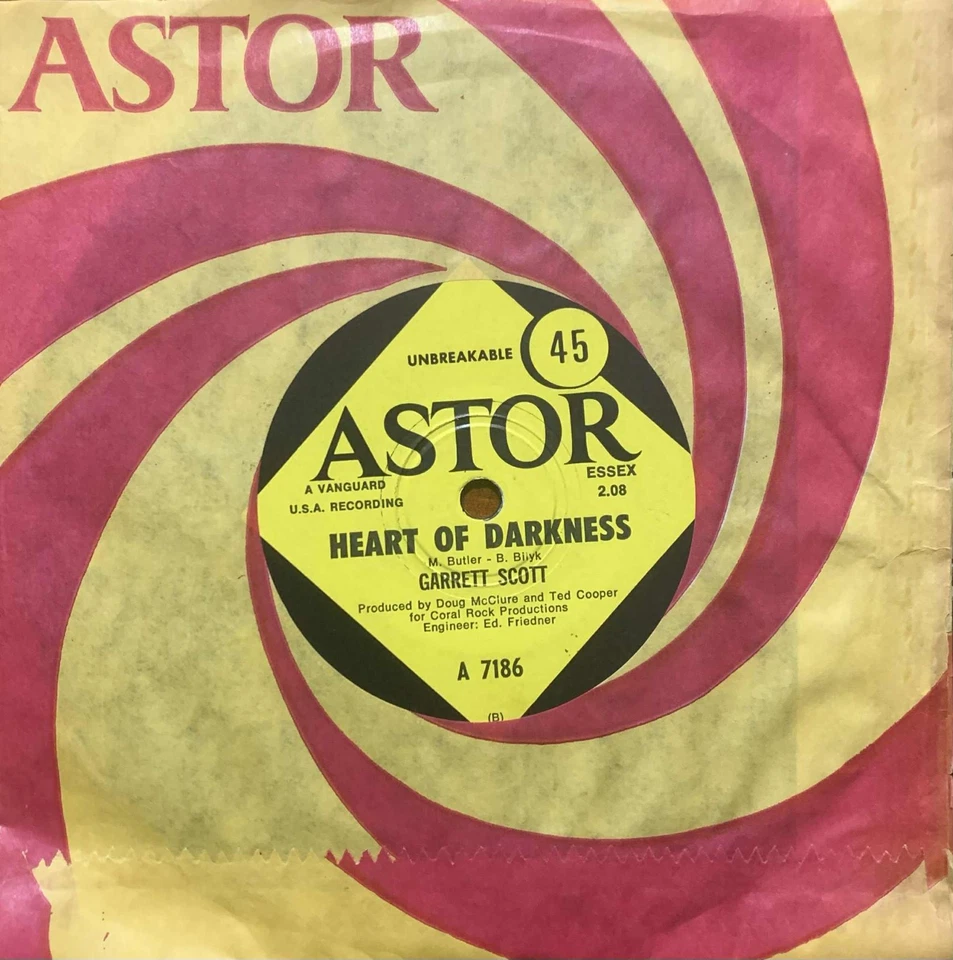 ASTOR
UNBREAKABLE 45
ASTOR
A VANGUARD
U.S.A. RECORDING
ESSEX
2.08
HEART OF DARKNESS
M. Butler - B. Bilyk
GARRETT SCOTT
Produced by Doug McClure and Ted Cooper
for Coral Rock Productions
Engineer: Ed. Friedner
A 7186
(B)